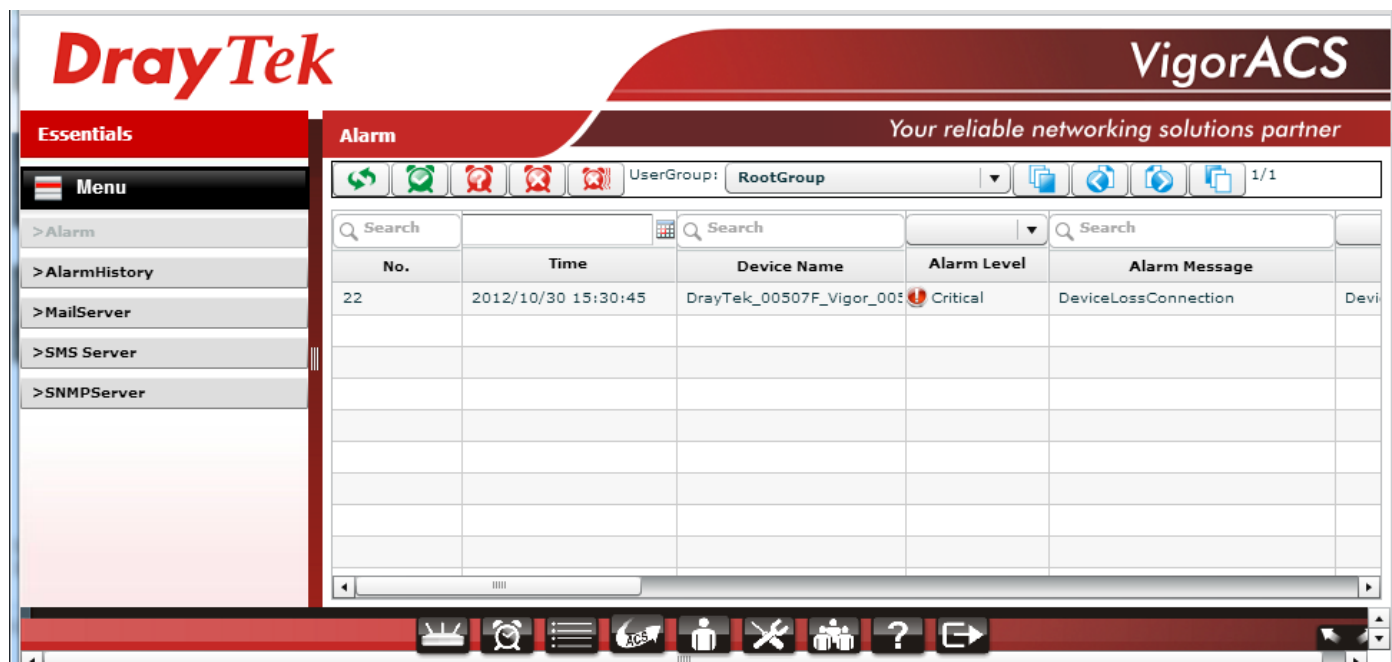 DrayTek
VigorACS
Essentials
Alarm
Your reliable networking solutions partner
Menu
UserGroup: RootGroup 1/1
>Alarm
>AlarmHistory
>MailServer
>SMS Server
>SNMPServer
Search Search Search
No. Time Device Name Alarm Level Alarm Message
22 2012/10/30 15:30:45 DrayTek_00507F_Vigor_005 Critical DeviceLossConnection Devi
ACS
?